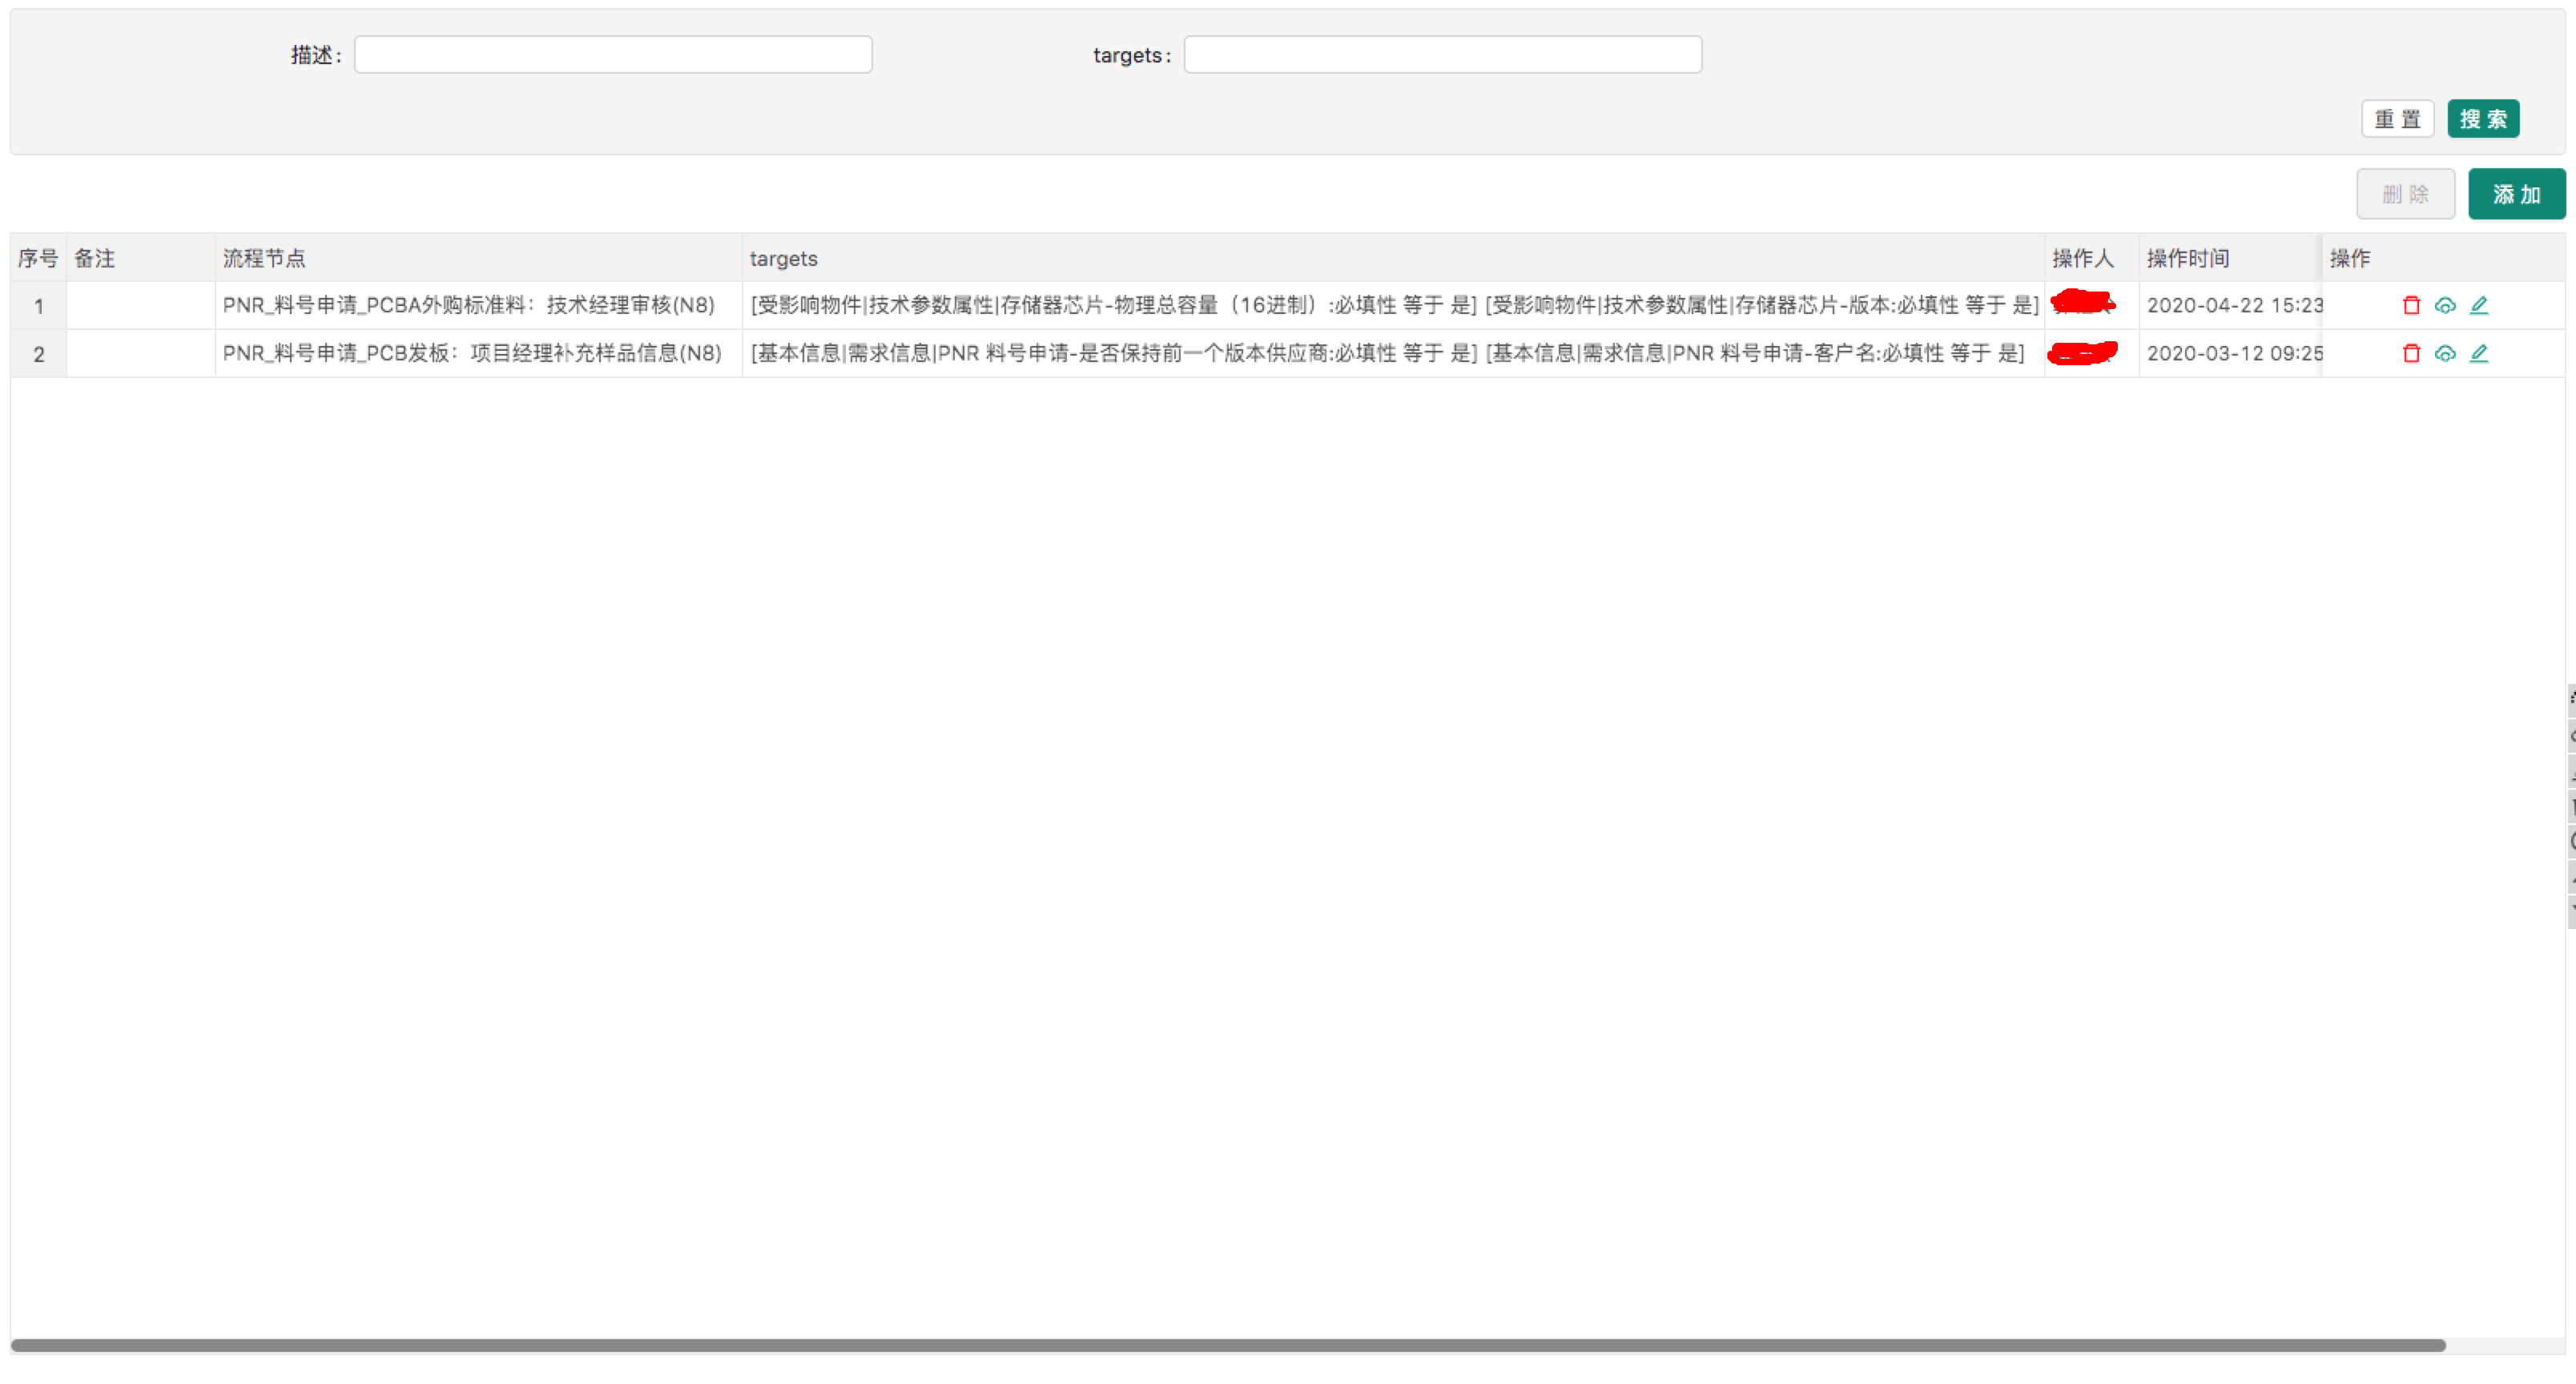 描述: targets:
重 置 搜 索
删 除 添 加
序号 备注 流程节点 targets 操作人 操作时间 操作
1 PNR_料号申请_PCBA外购标准料：技术经理审核(N8) [受影响物件|技术参数属性|存储器芯片-物理总容量（16进制）:必填性 等于 是] [受影响物件|技术参数属性|存储器芯片-版本:必填性 等于 是] 2020-04-22 15:23
2 PNR_料号申请_PCB发板：项目经理补充样品信息(N8) [基本信息|需求信息|PNR 料号申请-是否保持前一个版本供应商:必填性 等于 是] [基本信息|需求信息|PNR 料号申请-客户名:必填性 等于 是] 2020-03-12 09:25